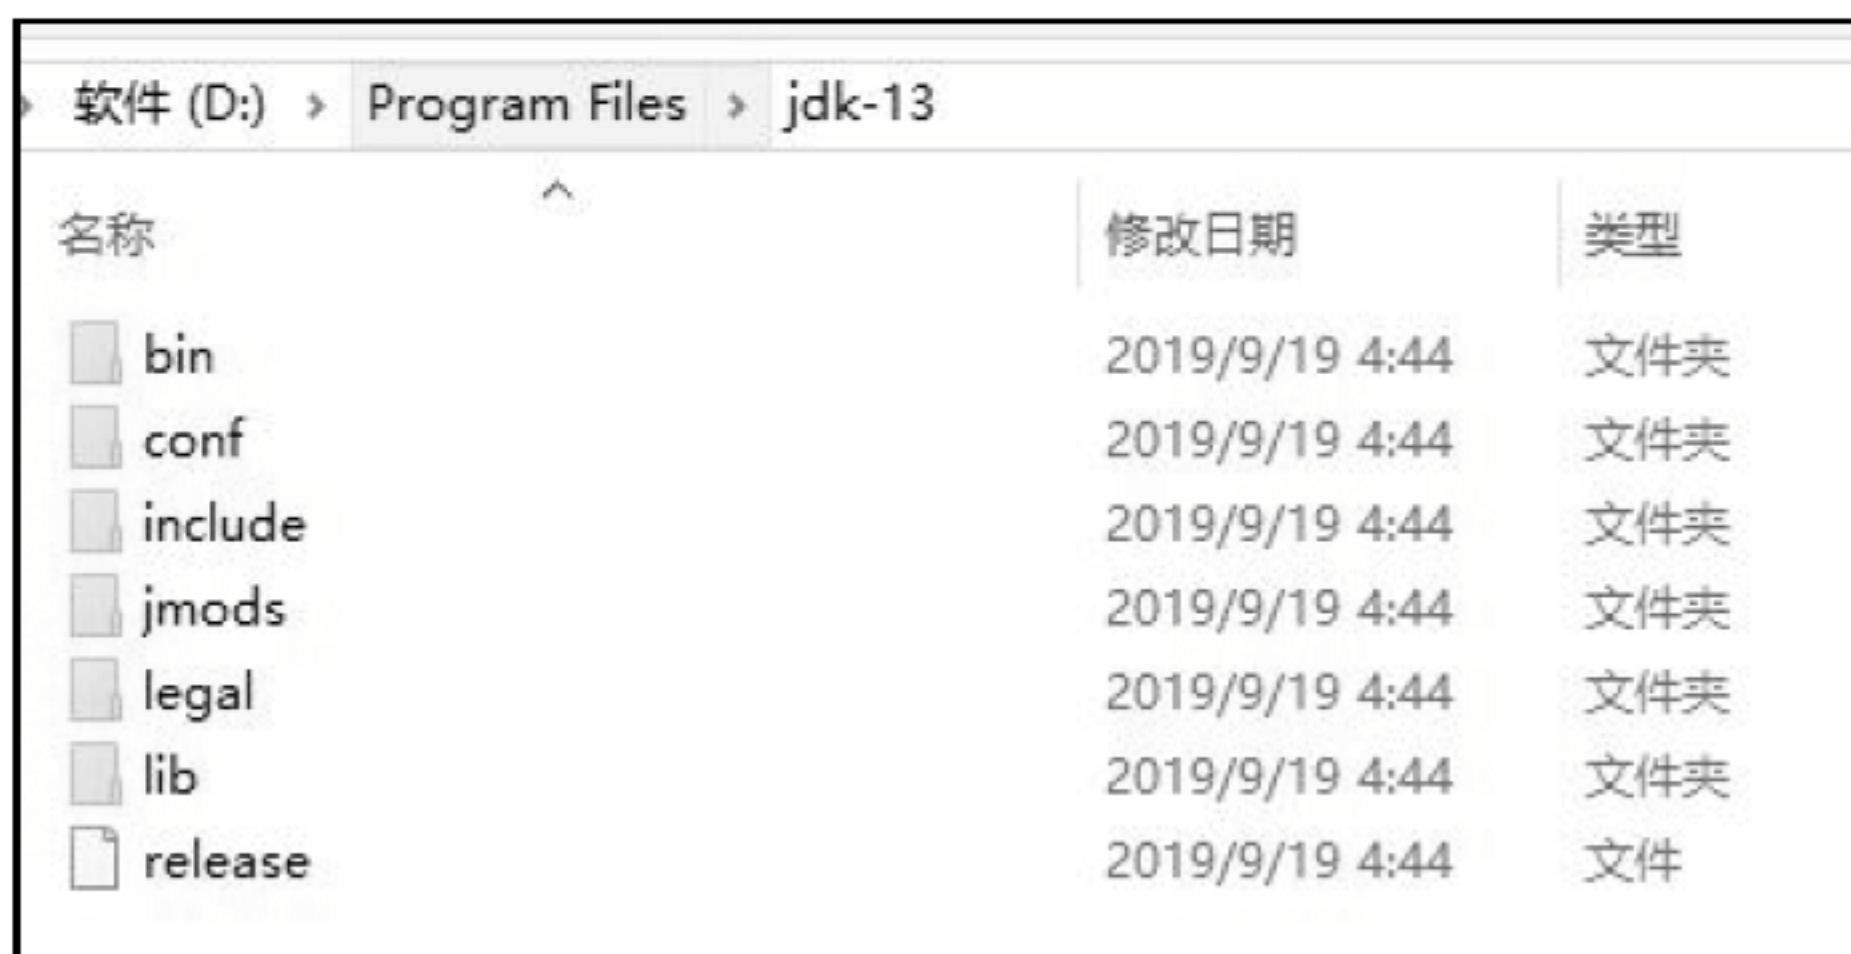 软件 (D:) > Program Files > jdk-13
名称 修改日期 类型
bin 2019/9/19 4:44 文件夹
conf 2019/9/19 4:44 文件夹
include 2019/9/19 4:44 文件夹
jmods 2019/9/19 4:44 文件夹
legal 2019/9/19 4:44 文件夹
lib 2019/9/19 4:44 文件夹
release 2019/9/19 4:44 文件